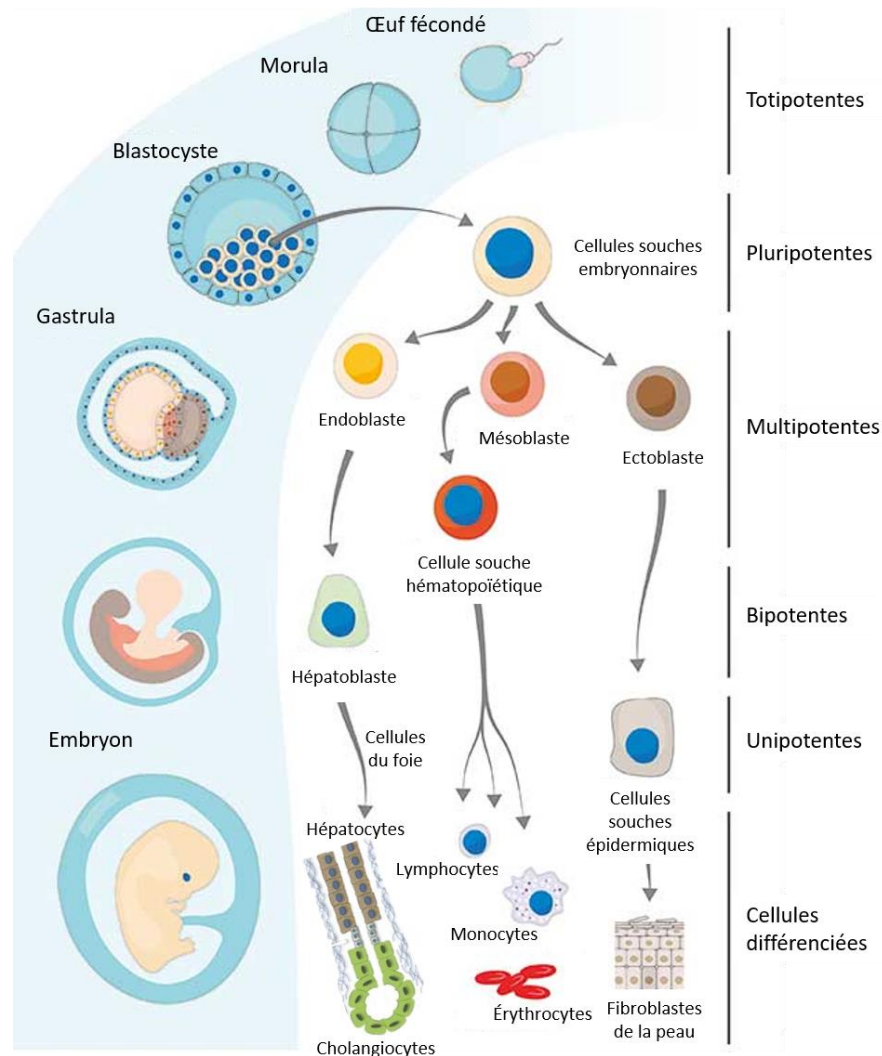 Œuf fécondé
Morula
Blastocyste
Gastrula
Embryon
Cellules souches
embryonnaires
Endoblaste
Mésoblaste
Ectoblaste
Cellule souche
hématopoïétique
Hépatoblaste
Cellules
du foie
Hépatocytes
Cholangiocytes
Lymphocytes
Monocytes
Érythrocytes
Cellules
souches
épidermiques
Fibroblastes
de la peau
Totipotentes
Pluripotentes
Multipotentes
Bipotentes
Unipotentes
Cellules
différenciées